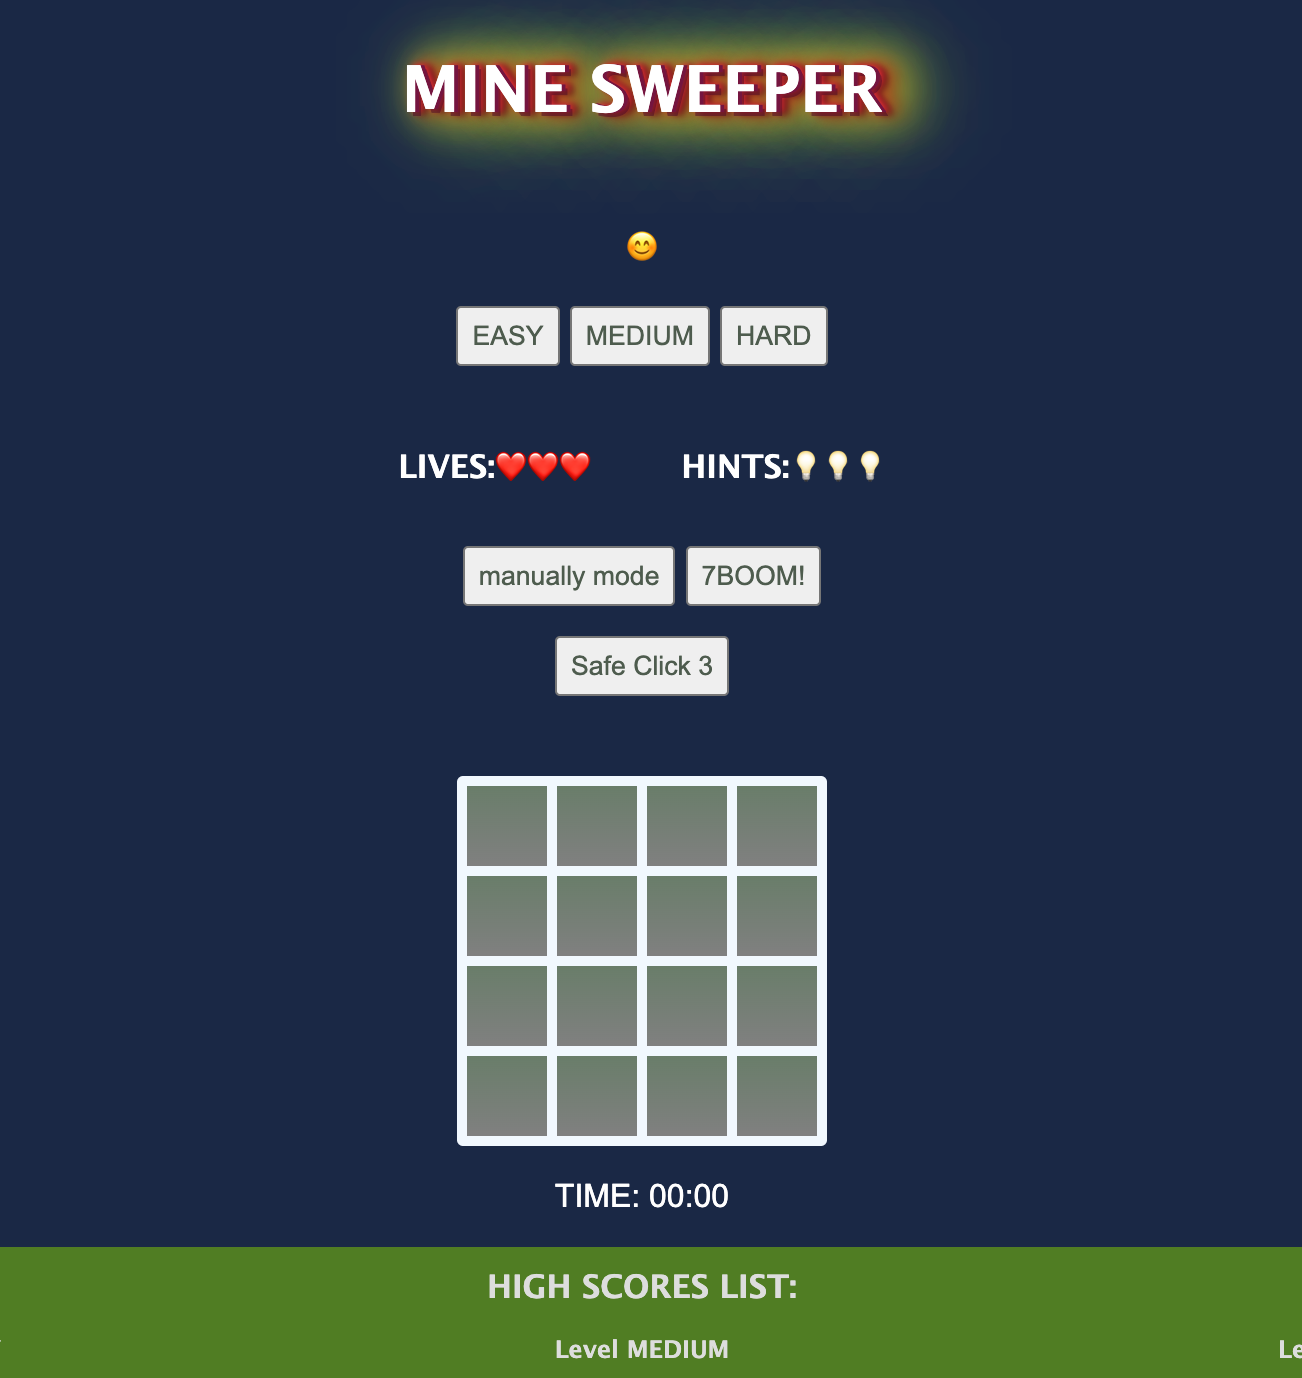 MINE SWEEPER
😊
EASY MEDIUM HARD
LIVES:❤️❤️❤️ HINTS:💡💡💡
manually mode 7BOOM!
Safe Click 3
TIME: 00:00
HIGH SCORES LIST:
Level MEDIUM Le